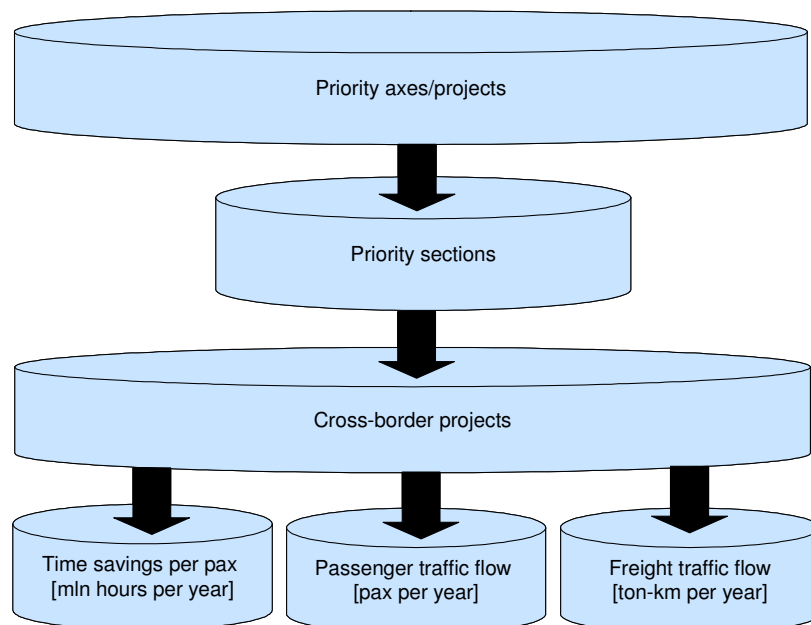 Priority axes/projects
Priority sections
Cross-border projects
Time savings per pax
[mln hours per year]
Passenger traffic flow
[pax per year]
Freight traffic flow
[ton-km per year]